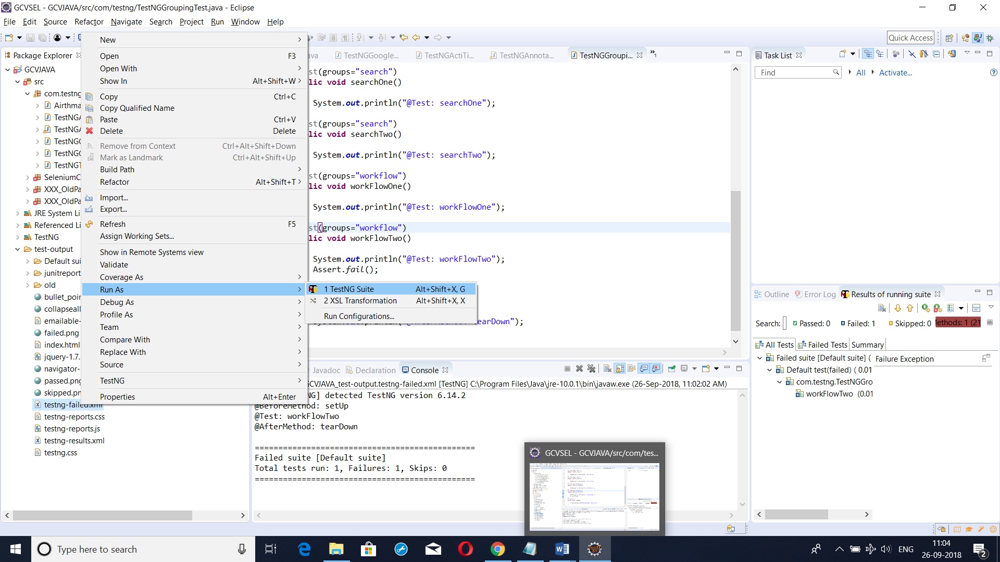 GCVSEL - GCVJAVA/src/com/testng/TestNGGroupingTest.java - Eclipse
File Edit Source Refactor Navigate Search Project Run Window Help
Quick Access
Package Explorer
GCVJAVA
src
com.testng
Airthma
TestNGA
TestNGA
TestNGG
TestNGG
TestNGT
SeleniumC
XXX_OldPa
XXX_OldPa
JRE System Li
Referenced Li
TestNG
test-output
Default sui
junitreport
old
bullet_poin
collapseall
emailable-
failed.png
index.html
jquery-1.7.
navigator-
passed.png
skipped.pn
testng-failed.xml
testng-reports.css
testng-reports.js
testng-results.xml
testng.css
New
Open F3
Open With
Show In Alt+Shift+W
Copy Ctrl+C
Copy Qualified Name
Paste Ctrl+V
Delete Delete
Remove from Context Ctrl+Alt+Shift+Down
Mark as Landmark Ctrl+Alt+Shift+Up
Build Path
Refactor Alt+Shift+T
Import...
Export...
Refresh F5
Assign Working Sets...
Show in Remote Systems view
Validate
Coverage As
Run As
Debug As
Profile As
Team
Compare With
Replace With
Source
TestNG
Properties Alt+Enter
1 TestNG Suite Alt+Shift+X, G
2 XSL Transformation Alt+Shift+X, X
Run Configurations...
ava TestNGGoogle... TestNGActiTi... TestNGAnnota... TestNGGroupi... »1
st(groups="search")
lic void searchOne()
System.out.println("@Test: searchOne");
st(groups="search")
lic void searchTwo()
System.out.println("@Test: searchTwo");
st(groups="workflow")
lic void workFlowOne()
System.out.println("@Test: workFlowOne");
st(groups="workflow")
lic void workFlowTwo()
System.out.println("@Test: workFlowTwo");
Assert.fail();
System.out.println("@AfterMethod: tearDown");
Javadoc Declaration Console
GCVJAVA_test-output.testng-failed.xml [TestNG] C:\Program Files\Java\jre-10.0.1\bin\javaw.exe (26-Sep-2018, 11:02:02 AM)
NG] detected TestNG version 6.14.2
@BeforeMethod: setUp
@Test: workFlowTwo
@AfterMethod: tearDown
===============================================
Failed suite [Default suite]
Total tests run: 1, Failures: 1, Skips: 0
===============================================
Task List
Find All Activate...
Outline Error Log Results of running suite
Search: Passed: 0 Failed: 1 Skipped: 0 lethods: 1 (21
All Tests Failed Tests Summary
Failed suite [Default suite] ( Failure Exception
Default test(failed) ( 0.01
com.testng.TestNGGro
workFlowTwo (0.01
GCVSEL - GCVJAVA/src/com/tes...
Type here to search
ENG
11:04
26-09-2018
2